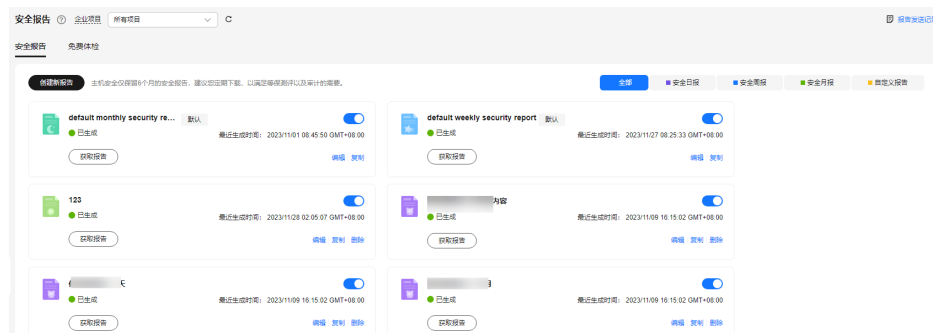 安全报告 企业项目 所有项目 报告发送记
安全报告 免费体检
创建新报告 主机安全仅保留6个月的安全报告，建议您定期下载，以满足等保测评以及审计的需要。 全部 安全日报 安全周报 安全月报 自定义报告
default monthly security re... 默认 default weekly security report 默认
已生成 最近生成时间： 2023/11/01 08:45:50 GMT+08:00 已生成 最近生成时间： 2023/11/27 08:25:33 GMT+08:00
获取报告 编辑 复制 获取报告 编辑 复制
123 内容
已生成 最近生成时间： 2023/11/28 02:05:07 GMT+08:00 已生成 最近生成时间： 2023/11/09 16:15:02 GMT+08:00
获取报告 编辑 复制 删除 获取报告 编辑 复制 删除
天
已生成 最近生成时间： 2023/11/09 16:15:02 GMT+08:00 已生成 最近生成时间： 2023/11/09 16:15:02 GMT+08:00
获取报告 编辑 复制 删除 获取报告 编辑 复制 删除